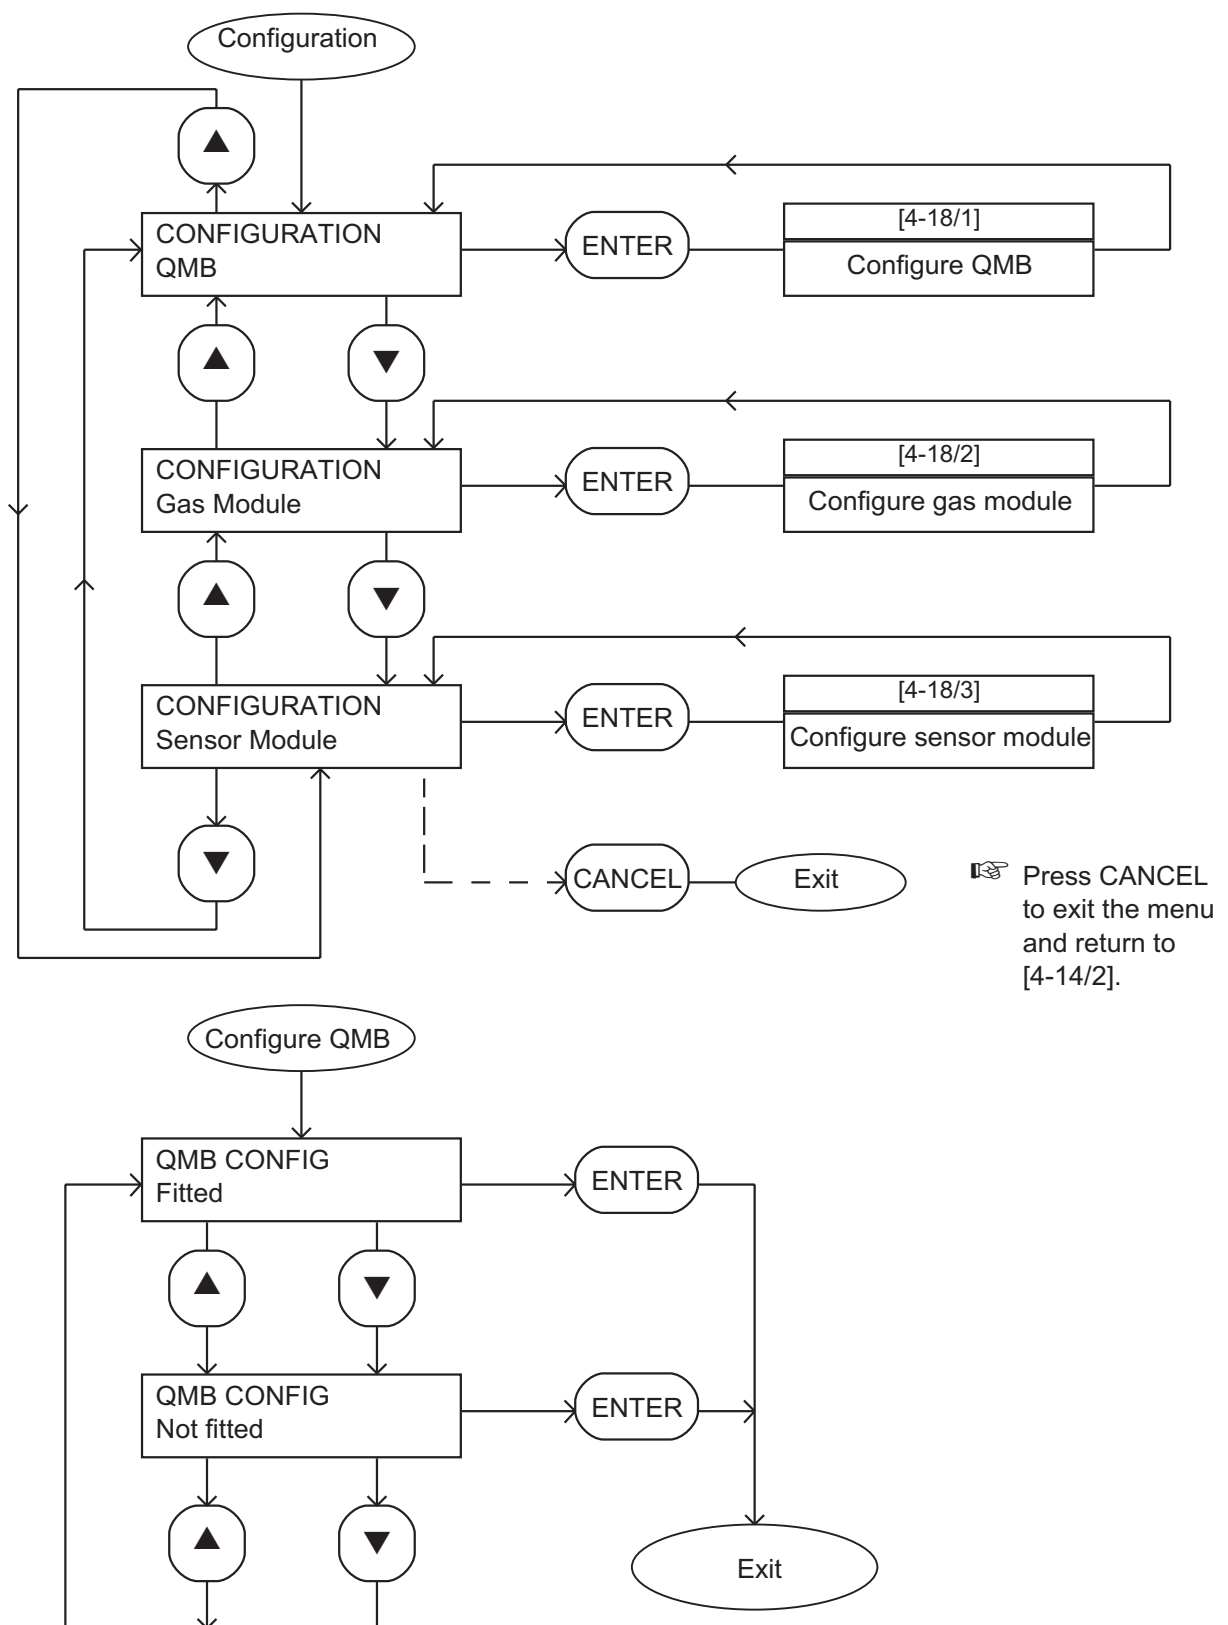 Configuration
CONFIGURATION
QMB
ENTER
[4-18/1]
Configure QMB
CONFIGURATION
Gas Module
ENTER
[4-18/2]
Configure gas module
CONFIGURATION
Sensor Module
ENTER
[4-18/3]
Configure sensor module
CANCEL
Exit
☞ Press CANCEL
to exit the menu
and return to
[4-14/2].
Configure QMB
QMB CONFIG
Fitted
ENTER
QMB CONFIG
Not fitted
ENTER
Exit